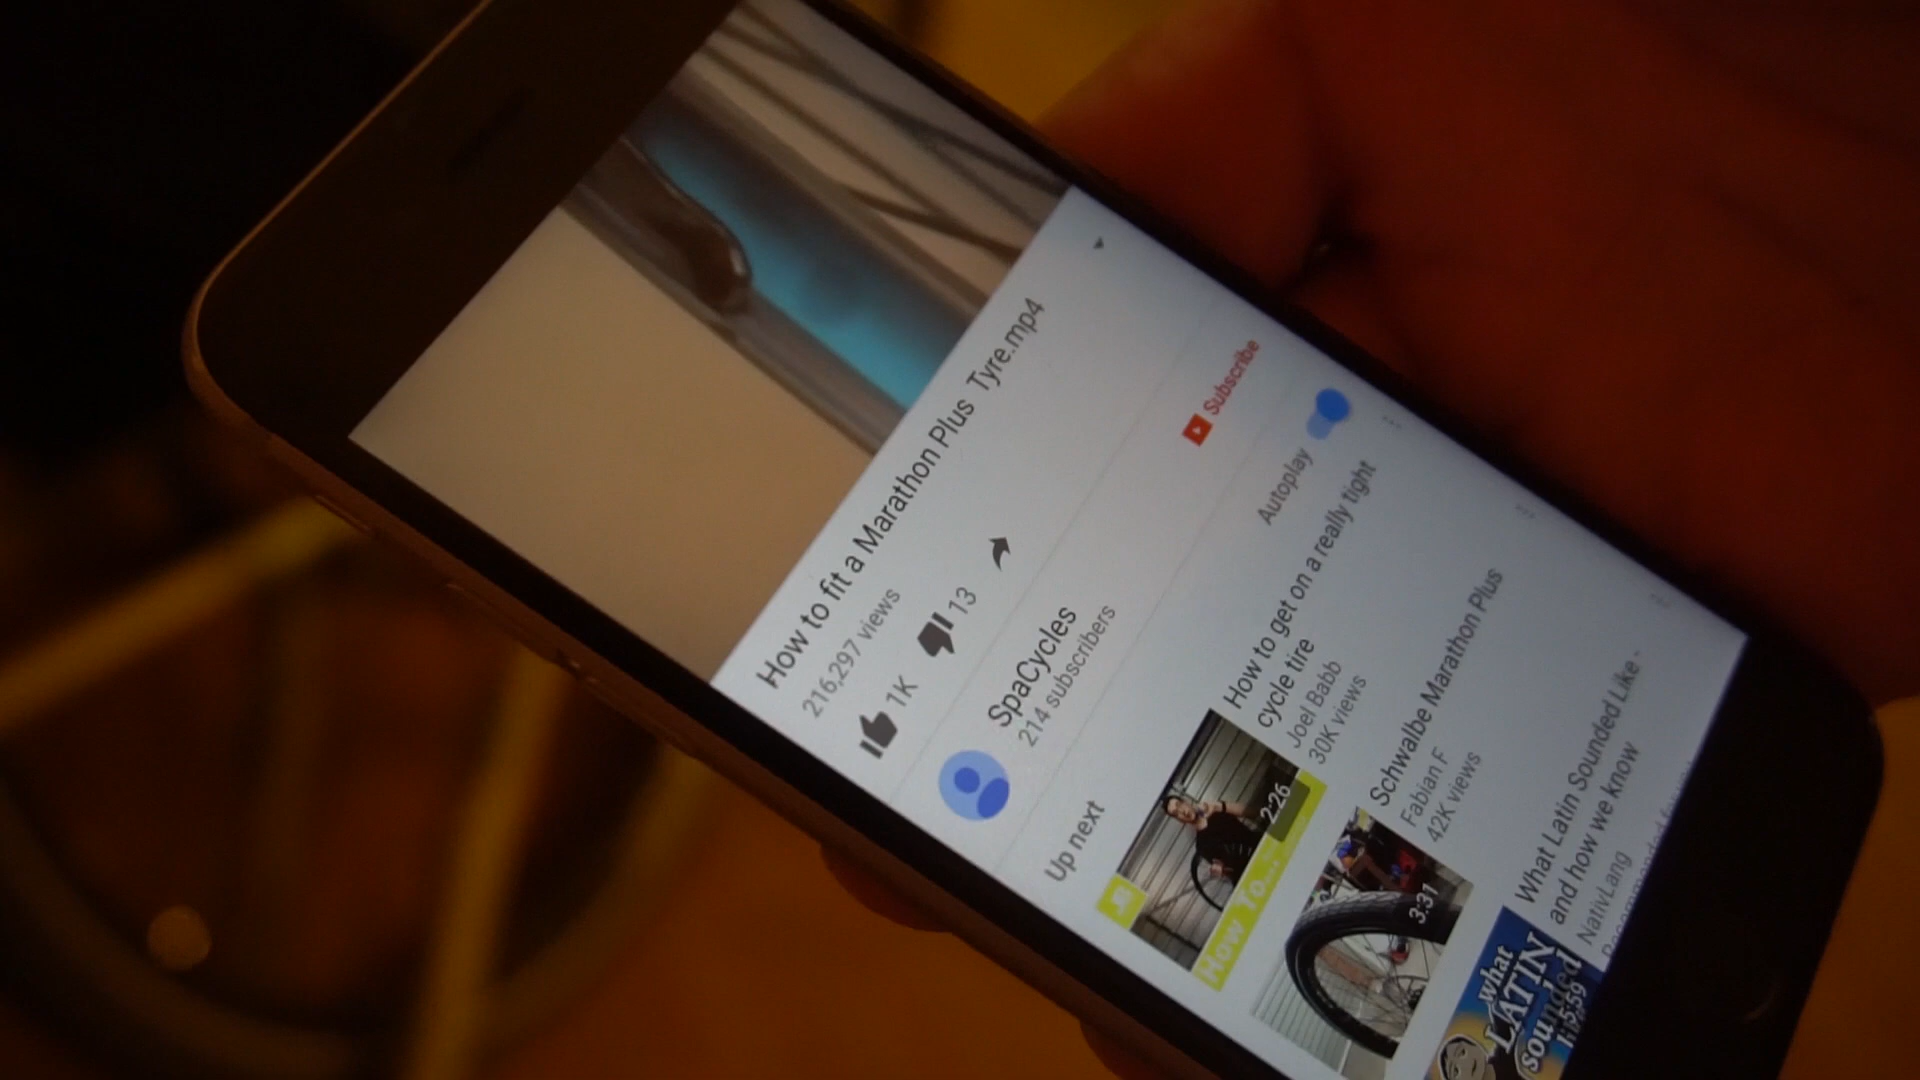 How to fit a Marathon Plus Tyre.mp4
216,297 views
1K
13
SpaCycles
214 subscribers
Subscribe
Up next
Autoplay
How To...
2:26
How to get on a really tight
cycle tire
Joel Babb
30K views
3:31
Schwalbe Marathon Plus
Fabian F
42K views
what
LATIN
sounded
5:59
What Latin Sounded Like -
and how we know
NativLang